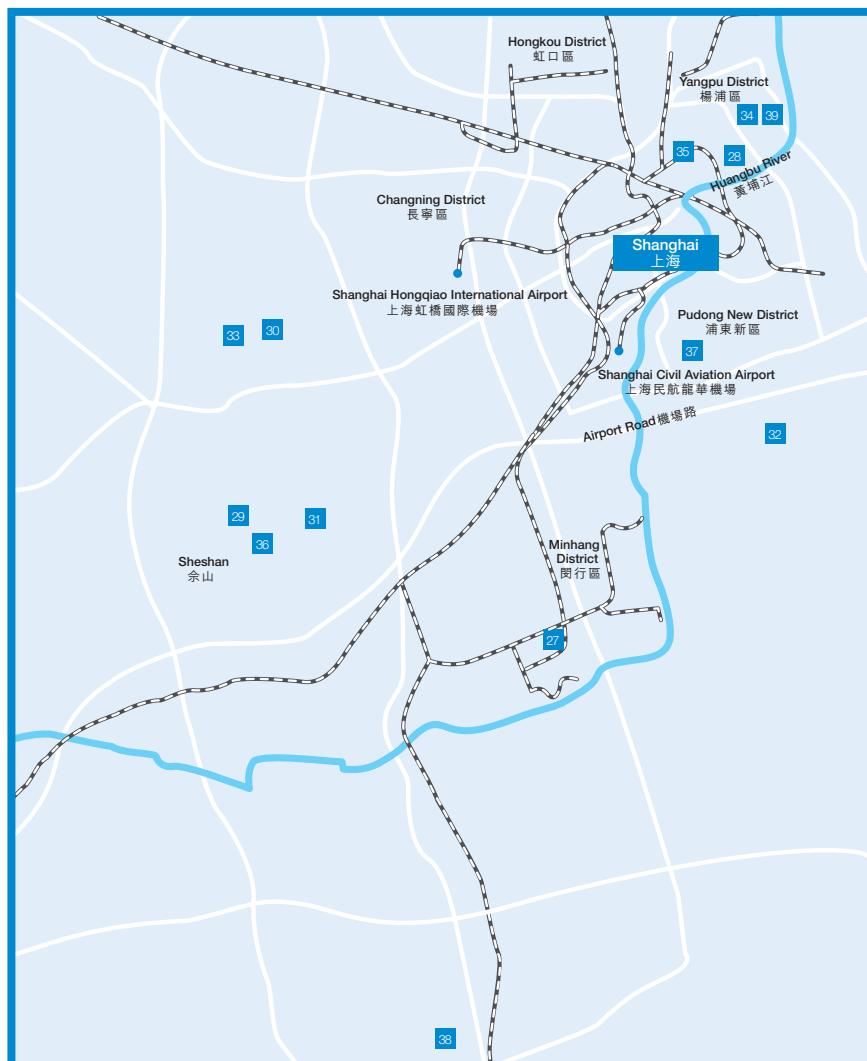 Hongkou District
虹口區
Yangpu District
楊浦區
34
39
35
28
Huangbu River
黃埔江
Changning District
長寧區
Shanghai
上海
Shanghai Hongqiao International Airport
上海虹橋國際機場
Pudong New District
浦東新區
33
30
37
Shanghai Civil Aviation Airport
上海民航龍華機場
Airport Road 機場路
32
29
31
36
Sheshan
佘山
Minhang
District
閔行區
27
38